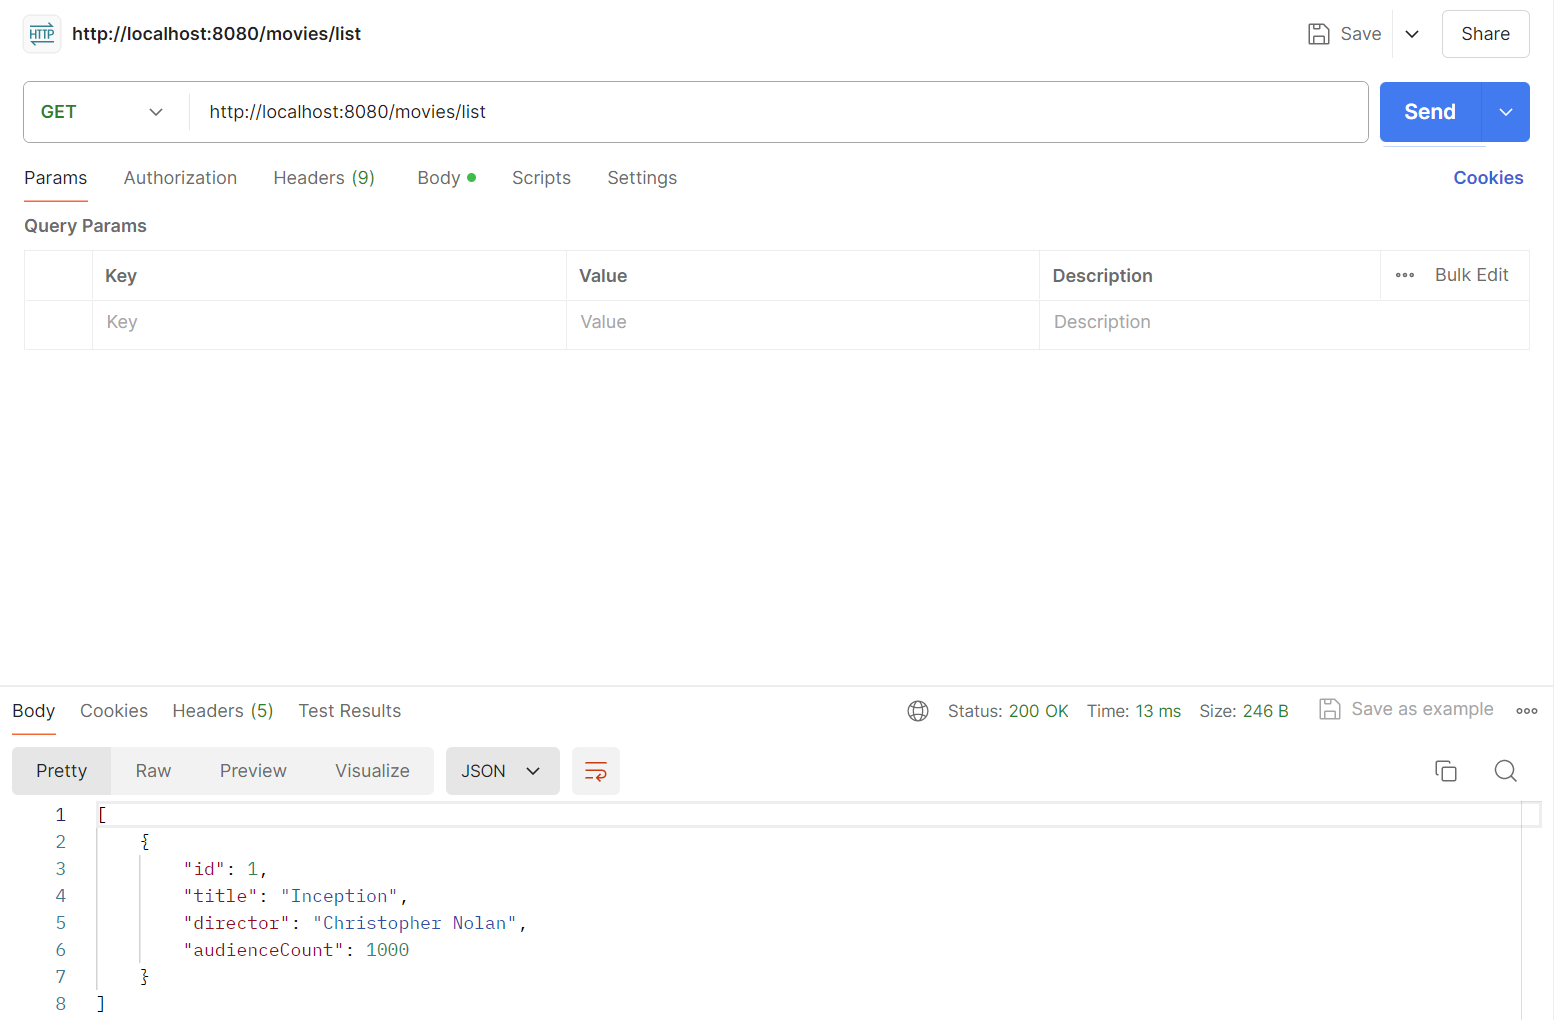 HTTP http://localhost:8080/movies/list Save Share
GET http://localhost:8080/movies/list Send
Params Authorization Headers (9) Body Scripts Settings Cookies
Query Params
Key Value Description Bulk Edit
Key Value Description
Body Cookies Headers (5) Test Results Status: 200 OK Time: 13 ms Size: 246 B Save as example
Pretty Raw Preview Visualize JSON
1 [
2 {
3 "id": 1,
4 "title": "Inception",
5 "director": "Christopher Nolan",
6 "audienceCount": 1000
7 }
8 ]